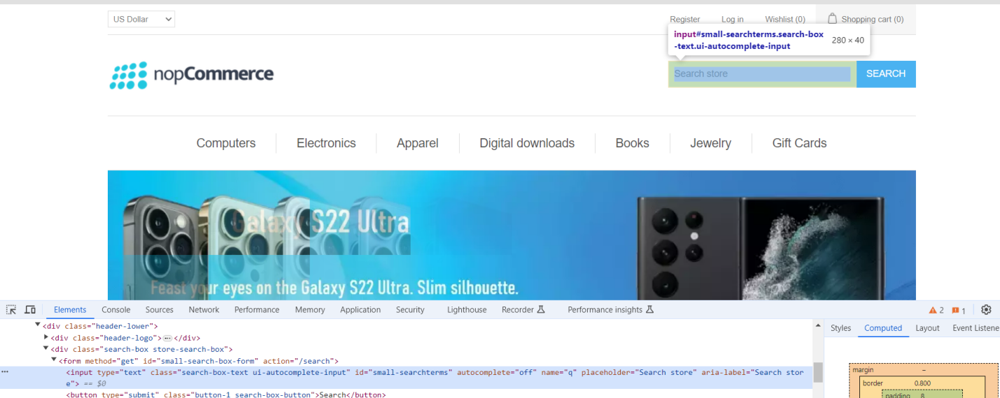 US Dollar
Register Log in Wishlist (0) Shopping cart (0)
input#small-searchterms.search-box
-text.ui-autocomplete-input
280 × 40
nopCommerce
Search store
SEARCH
Computers Electronics Apparel Digital downloads Books Jewelry Gift Cards
Galaxy S22 Ultra
Feast your eyes on the Galaxy S22 Ultra. Slim silhouette.
Elements Console Sources Network Performance Memory Application Security Lighthouse Recorder Performance insights 2 1
<div class="header-lower">
<div class="header-logo">⋯</div>
<div class="search-box store-search-box">
<form method="get" id="small-search-box-form" action="/search">
<input type="text" class="search-box-text ui-autocomplete-input" id="small-searchterms" autocomplete="off" name="q" placeholder="Search store" aria-label="Search stor
e"> == $0
<button type="submit" class="button-1 search-box-button">Search</button>
Styles Computed Layout Event Listene
margin –
border 0.800
padding 8